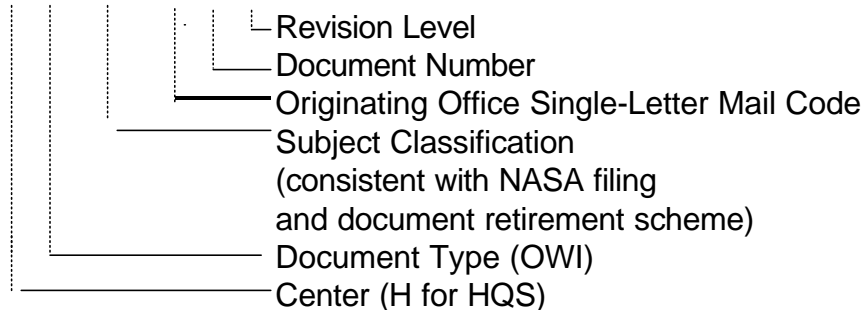 Revision Level
Document Number
Originating Office Single-Letter Mail Code
Subject Classification
(consistent with NASA filing
and document retirement scheme)
Document Type (OWI)
Center (H for HQS)